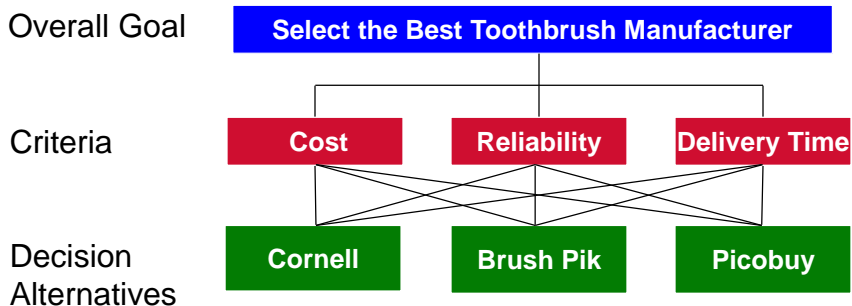 Overall Goal
Select the Best Toothbrush Manufacturer
Criteria
Cost
Reliability
Delivery Time
Decision
Alternatives
Cornell
Brush Pik
Picobuy